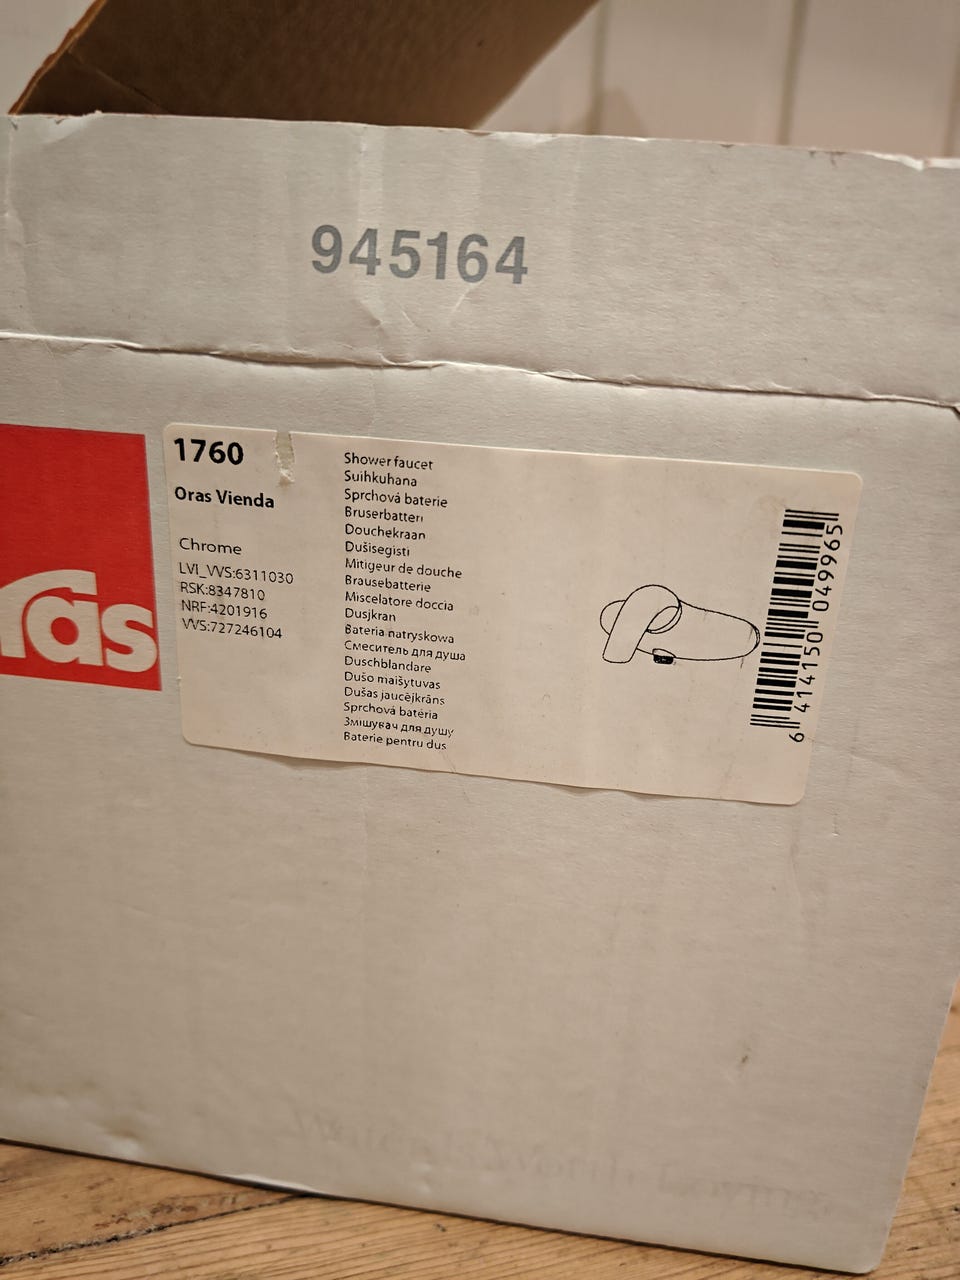 945164
ras
1760
Oras Vienda
Chrome
LVI_VVS:6311030
RSK:8347810
NRF:4201916
VVS:727246104
Shower faucet
Suihkuhana
Sprchová baterie
Bruserbatteri
Douchekraan
Dušisegisti
Mitigeur de douche
Brausebatterie
Miscelatore doccia
Dusjkran
Bateria natryskowa
Смеситель для душа
Duschblandare
Dušo maišytuvas
Dušas jaucējkrāns
Sprchová batéria
Змішувач для душу
Baterie pentru dus
6 414150 049965